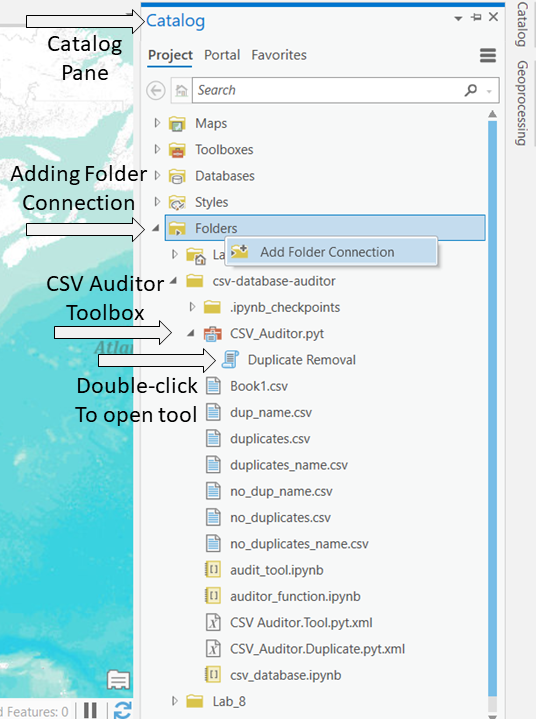 Catalog
Catalog
Pane
Project Portal Favorites
Search
Catalog
Geoprocessing
Maps
Toolboxes
Databases
Styles
Adding Folder
Connection
Folders
Add Folder Connection
La
csv-database-auditor
.ipynb_checkpoints
CSV Auditor
Toolbox
CSV_Auditor.pyt
Atla
Duplicate Removal
Double-click
To open tool
Book1.csv
dup_name.csv
duplicates.csv
duplicates_name.csv
no_dup_name.csv
no_duplicates.csv
no_duplicates_name.csv
audit_tool.ipynb
auditor_function.ipynb
CSV Auditor.Tool.pyt.xml
CSV_Auditor.Duplicate.pyt.xml
csv_database.ipynb
Lab_8
d Features: 0